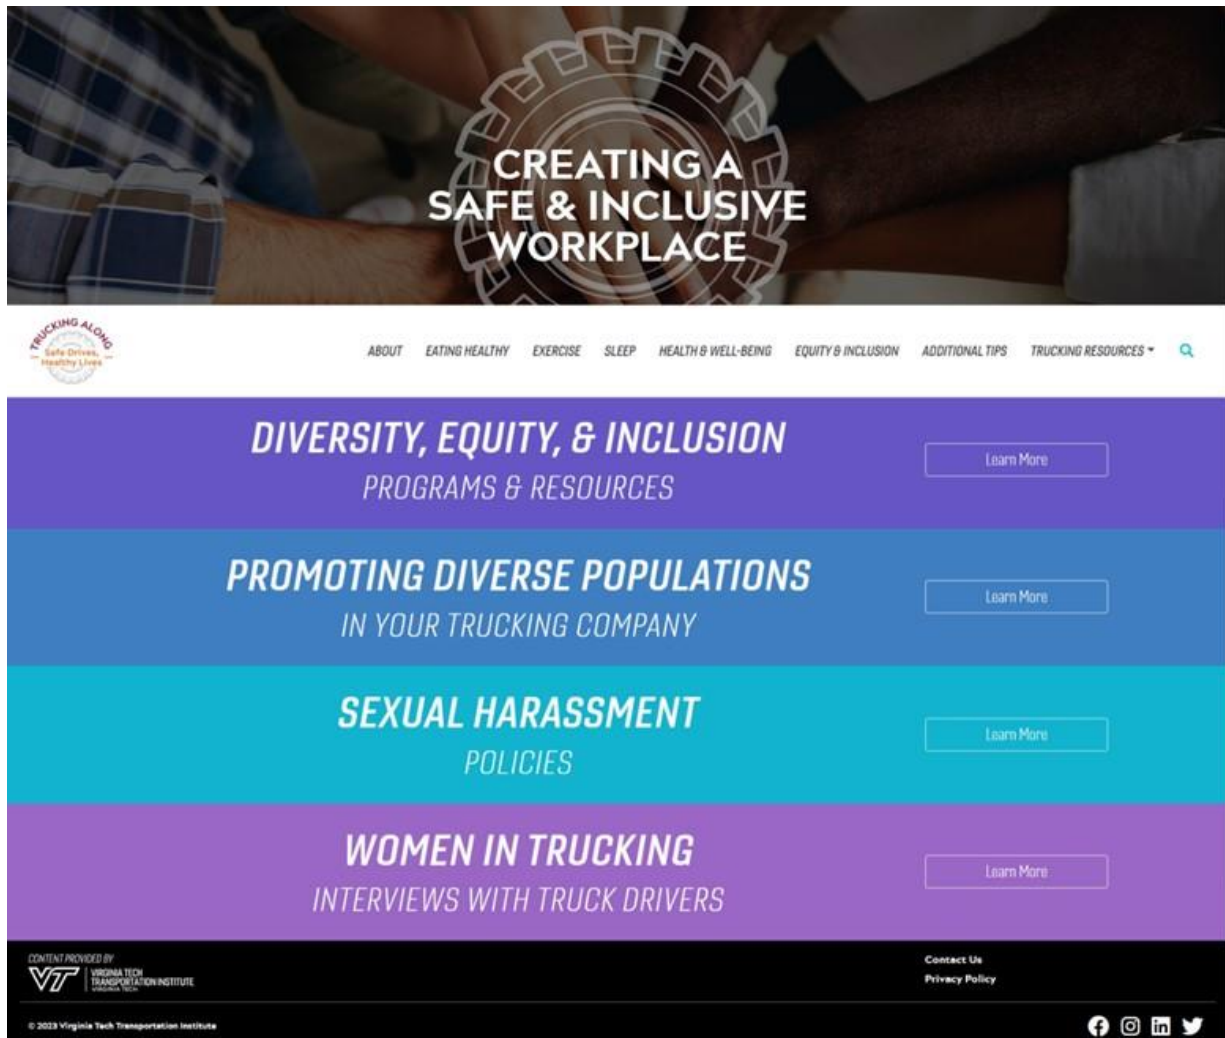 CREATING A
SAFE & INCLUSIVE
WORKPLACE
TRUCKING ALONG
Safe Drives,
Healthy Lives
ABOUT EATING HEALTHY EXERCISE SLEEP HEALTH & WELL-BEING EQUITY & INCLUSION ADDITIONAL TIPS TRUCKING RESOURCES
DIVERSITY, EQUITY, & INCLUSION
PROGRAMS & RESOURCES
Learn More
PROMOTING DIVERSE POPULATIONS
IN YOUR TRUCKING COMPANY
Learn More
SEXUAL HARASSMENT
POLICIES
Learn More
WOMEN IN TRUCKING
INTERVIEWS WITH TRUCK DRIVERS
Learn More
CONTENT PROVIDED BY
VT
VIRGINIA TECH
TRANSPORTATION INSTITUTE
VIRGINIA TECH
Contact Us
Privacy Policy
© 2023 Virginia Tech Transportation Institute